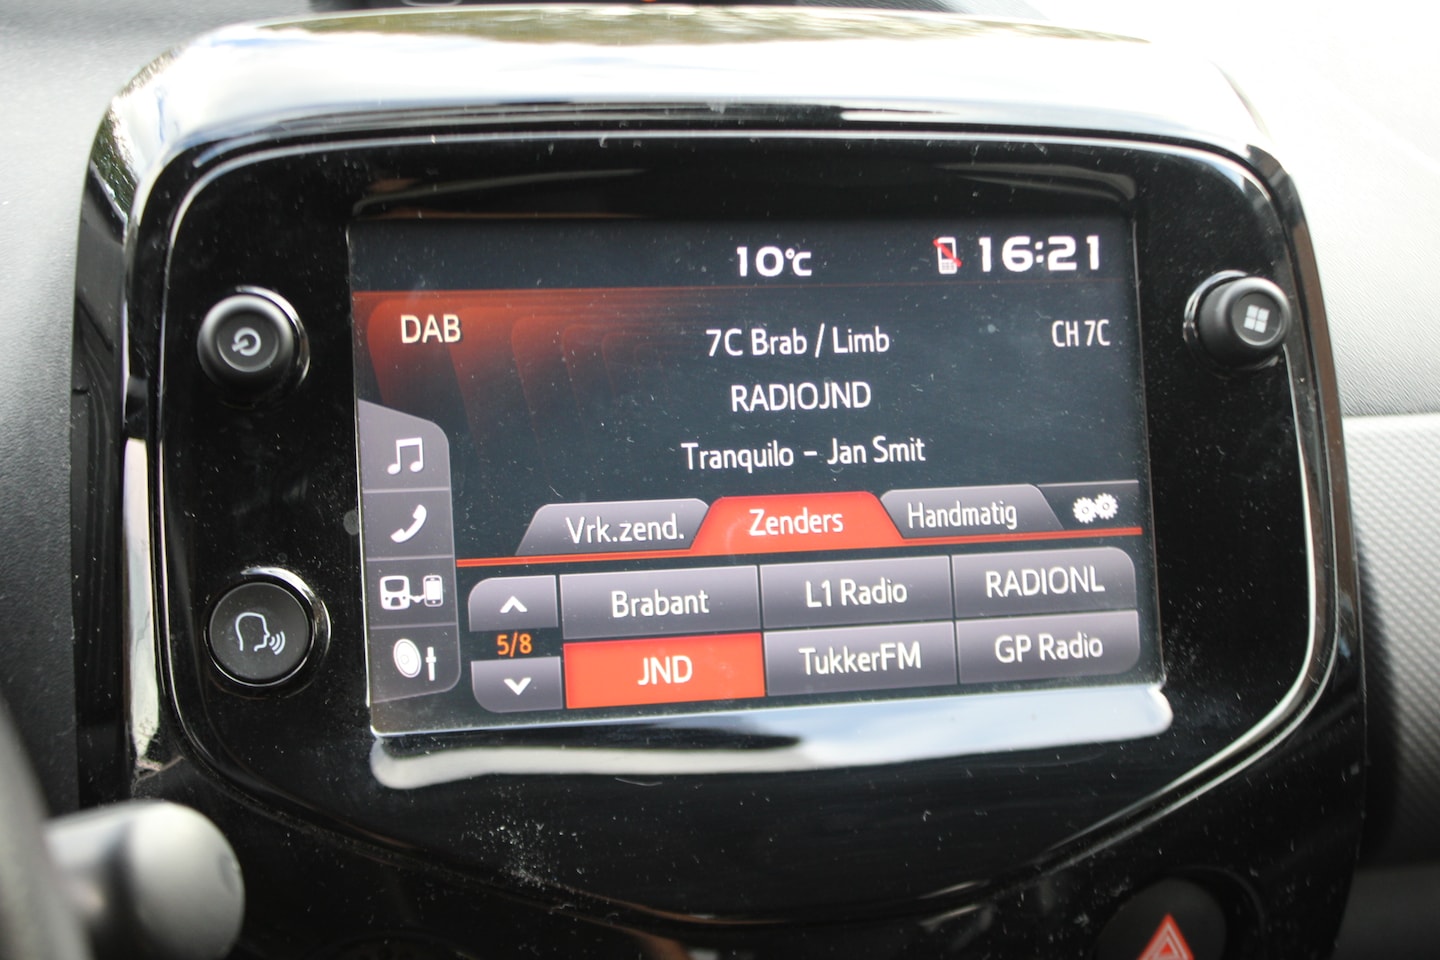 10°C 16:21
DAB
7C Brab / Limb
CH 7C
RADIOJND
Tranquilo - Jan Smit
Vrk.zend. Zenders Handmatig
Brabant L1 Radio RADIONL
5/8
JND TukkerFM GP Radio